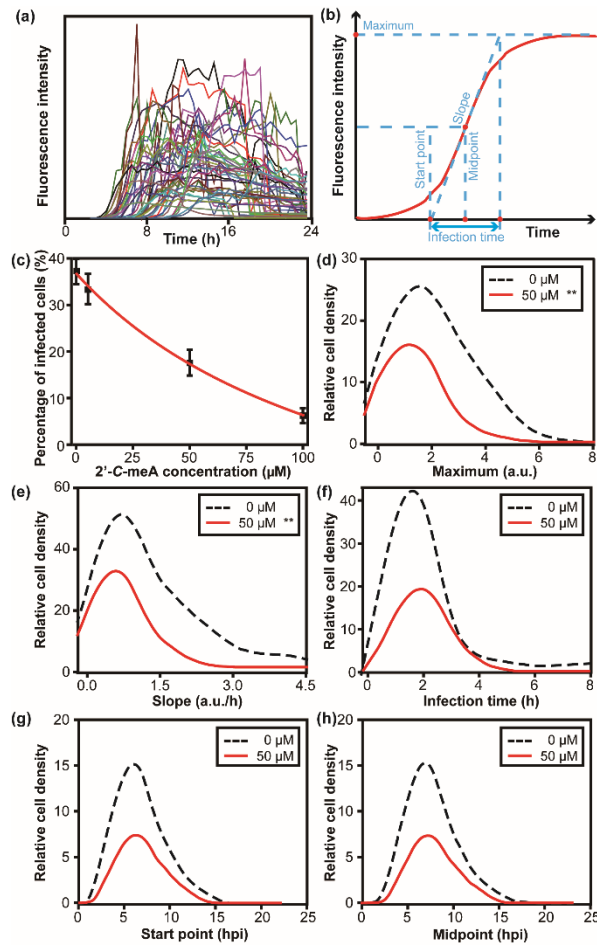 (a)
Fluorescence intensity
0 8 16 24
Time (h)
(b)
Fluorescence intensity
Maximum
Start point
Slope
Midpoint
Infection time
Time
(c)
Percentage of infected cells (%)
40
30
20
10
0
0 50 100
2'-C-meA concentration (μM)
(d)
Relative cell density
30
20
10
0
0 2 4 6 8
Maximum (a.u.)
0 μM
50 μM **
(e)
Relative cell density
60
40
20
0
0.0 1.5 3.0 4.5
Slope (a.u./h)
0 μM
50 μM **
(f)
Relative cell density
40
30
20
10
0
0 2 4 6 8
Infection time (h)
0 μM
50 μM
(g)
Relative cell density
20
15
10
5
0
0 5 10 15 20 25
Start point (hpi)
0 μM
50 μM
(h)
Relative cell density
20
15
10
5
0
0 5 10 15 20 25
Midpoint (hpi)
0 μM
50 μM